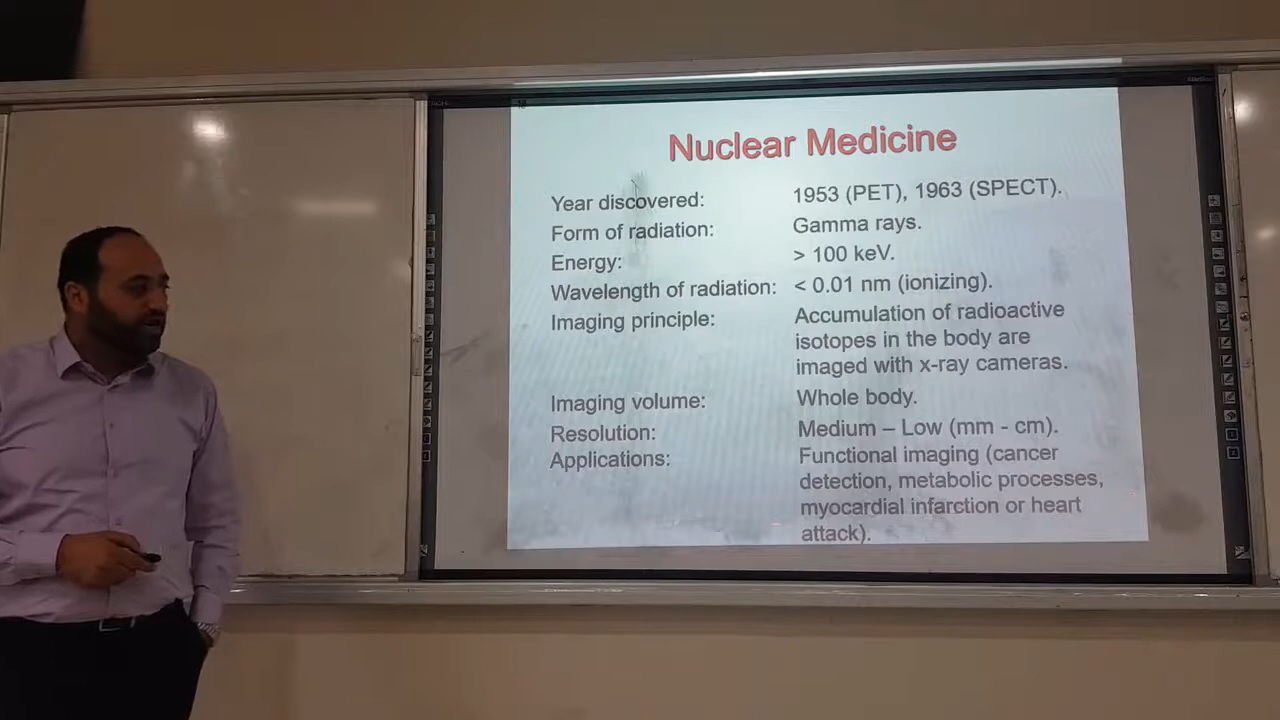 Nuclear Medicine
Year discovered: 1953 (PET), 1963 (SPECT).
Form of radiation: Gamma rays.
Energy: > 100 keV.
Wavelength of radiation: < 0.01 nm (ionizing).
Imaging principle: Accumulation of radioactive
isotopes in the body are
imaged with x-ray cameras.
Imaging volume: Whole body.
Resolution: Medium – Low (mm - cm).
Applications: Functional imaging (cancer
detection, metabolic processes,
myocardial infarction or heart
attack).